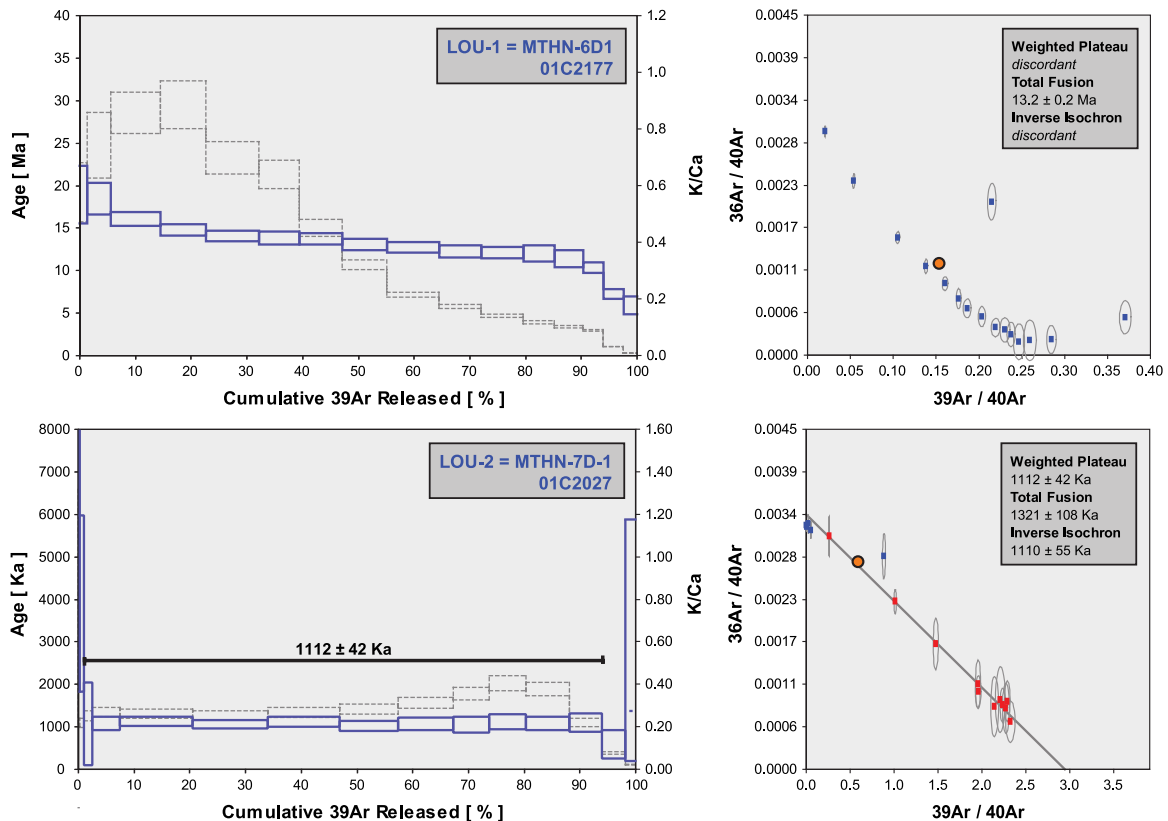 40
35
30
25
20
15
10
5
0
Age [ Ma ]
1.2
1.0
0.8
0.6
0.4
0.2
0.0
K/Ca
LOU-1 = MTHN-6D1
01C2177
0 10 20 30 40 50 60 70 80 90 100
Cumulative 39Ar Released [ % ]
0.0045
0.0039
0.0034
0.0028
0.0023
0.0017
0.0011
0.0006
0.0000
36Ar / 40Ar
Weighted Plateau
discordant
Total Fusion
13.2 ± 0.2 Ma
Inverse Isochron
discordant
0.00 0.05 0.10 0.15 0.20 0.25 0.30 0.35 0.40
39Ar / 40Ar
8000
7000
6000
5000
4000
3000
2000
1000
0
Age [ Ka ]
1.60
1.40
1.20
1.00
0.80
0.60
0.40
0.20
0.00
K/Ca
LOU-2 = MTHN-7D-1
01C2027
1112 ± 42 Ka
0 10 20 30 40 50 60 70 80 90 100
Cumulative 39Ar Released [ % ]
0.0045
0.0039
0.0034
0.0028
0.0023
0.0017
0.0011
0.0006
0.0000
36Ar / 40Ar
Weighted Plateau
1112 ± 42 Ka
Total Fusion
1321 ± 108 Ka
Inverse Isochron
1110 ± 55 Ka
0.0 0.5 1.0 1.5 2.0 2.5 3.0 3.5
39Ar / 40Ar